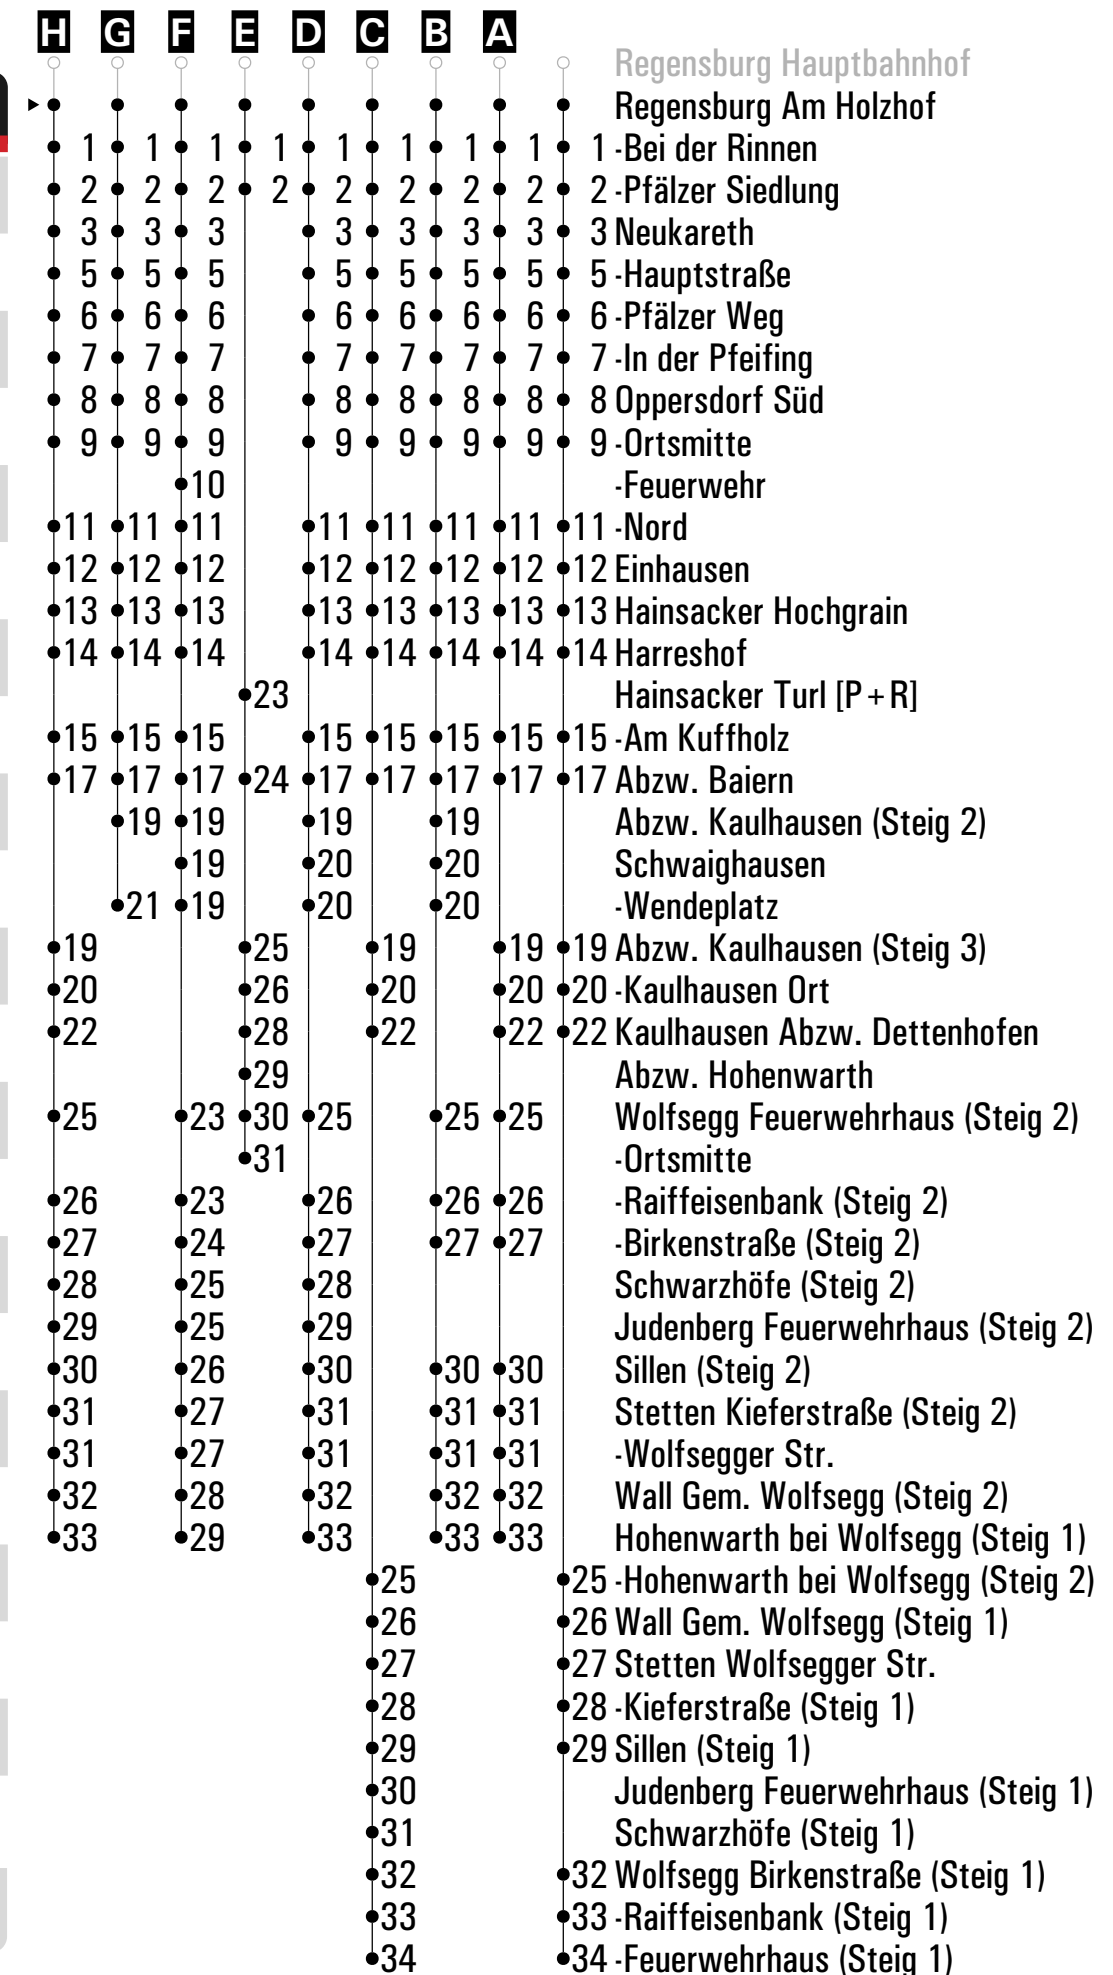 H G F E D C B A
Regensburg Hauptbahnhof
Regensburg Am Holzhof
1 1 1 1 1 1 1 1 1 -Bei der Rinnen
2 2 2 2 2 2 2 2 2 -Pfälzer Siedlung
3 3 3 3 3 3 3 3 Neukareth
5 5 5 5 5 5 5 5 -Hauptstraße
6 6 6 6 6 6 6 6 -Pfälzer Weg
7 7 7 7 7 7 7 7 -In der Pfeifing
8 8 8 8 8 8 8 8 Oppersdorf Süd
9 9 9 9 9 9 9 9 -Ortsmitte
10 -Feuerwehr
11 11 11 11 11 11 11 11 -Nord
12 12 12 12 12 12 12 12 Einhausen
13 13 13 13 13 13 13 13 Hainsacker Hochgrain
14 14 14 14 14 14 14 14 Harreshof
23 Hainsacker Turl [P+R]
15 15 15 15 15 15 15 15 -Am Kuffholz
17 17 17 24 17 17 17 17 17 Abzw. Baiern
19 19 19 19 Abzw. Kaulhausen (Steig 2)
19 20 20 Schwaighausen
21 19 20 20 -Wendeplatz
19 25 19 19 19 Abzw. Kaulhausen (Steig 3)
20 26 20 20 20 -Kaulhausen Ort
22 28 22 22 22 Kaulhausen Abzw. Dettenhofen
29 Abzw. Hohenwarth
25 23 30 25 25 25 Wolfsegg Feuerwehrhaus (Steig 2)
31 -Ortsmitte
26 23 26 26 26 -Raiffeisenbank (Steig 2)
27 24 27 27 27 -Birkenstraße (Steig 2)
28 25 28 Schwarzhöfe (Steig 2)
29 25 29 Judenberg Feuerwehrhaus (Steig 2)
30 26 30 30 30 Sillen (Steig 2)
31 27 31 31 31 Stetten Kieferstraße (Steig 2)
31 27 31 31 31 -Wolfsegger Str.
32 28 32 32 32 Wall Gem. Wolfsegg (Steig 2)
33 29 33 33 33 Hohenwarth bei Wolfsegg (Steig 1)
25 25 -Hohenwarth bei Wolfsegg (Steig 2)
26 26 Wall Gem. Wolfsegg (Steig 1)
27 27 Stetten Wolfsegger Str.
28 28 -Kieferstraße (Steig 1)
29 29 Sillen (Steig 1)
30 Judenberg Feuerwehrhaus (Steig 1)
31 Schwarzhöfe (Steig 1)
32 32 Wolfsegg Birkenstraße (Steig 1)
33 33 -Raiffeisenbank (Steig 1)
34 34 -Feuerwehrhaus (Steig 1)